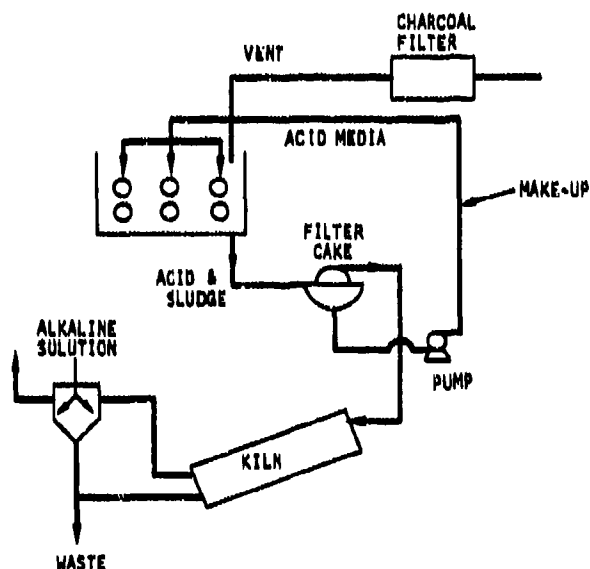 CHARCOAL
FILTER
VENT
ACID MEDIA
MAKE-UP
FILTER
CAKE
ACID &
SLUDGE
ALKALINE
SOLUTION
PUMP
KILN
WASTE